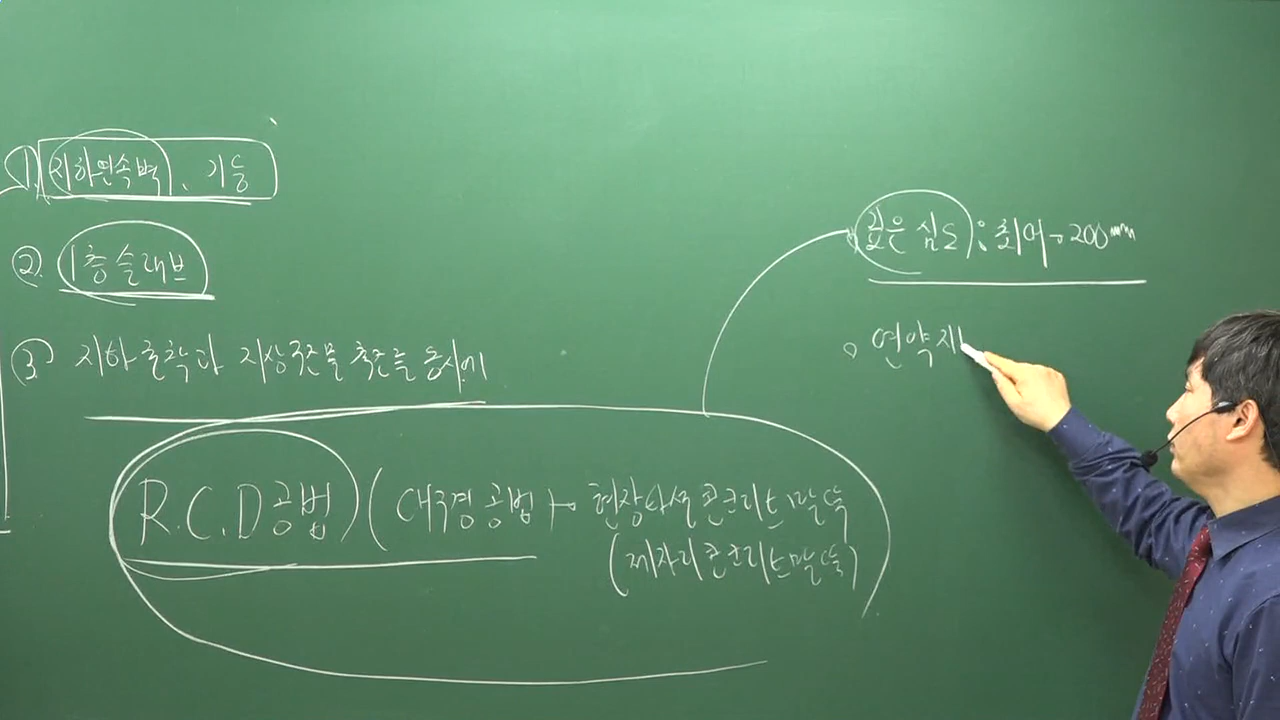 1. 지하연속벽、기둥
② 1층 슬래브
③ 지하굴착과 지상구조물 축조를 동시에
R.C.D공법 (대구경 공법 → 현장타설 콘크리트 말뚝
(제자리콘크리트말뚝)
깊은 심도 : 최대 → 200mm
。연약지